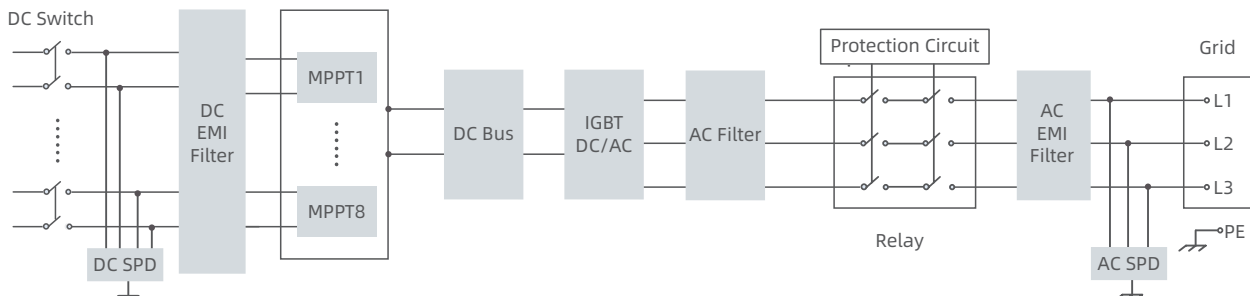 DC Switch
DC
EMI
Filter
MPPT1
MPPT8
DC SPD
DC Bus
IGBT
DC/AC
AC Filter
Protection Circuit
Relay
AC
EMI
Filter
Grid
L1
L2
L3
PE
AC SPD